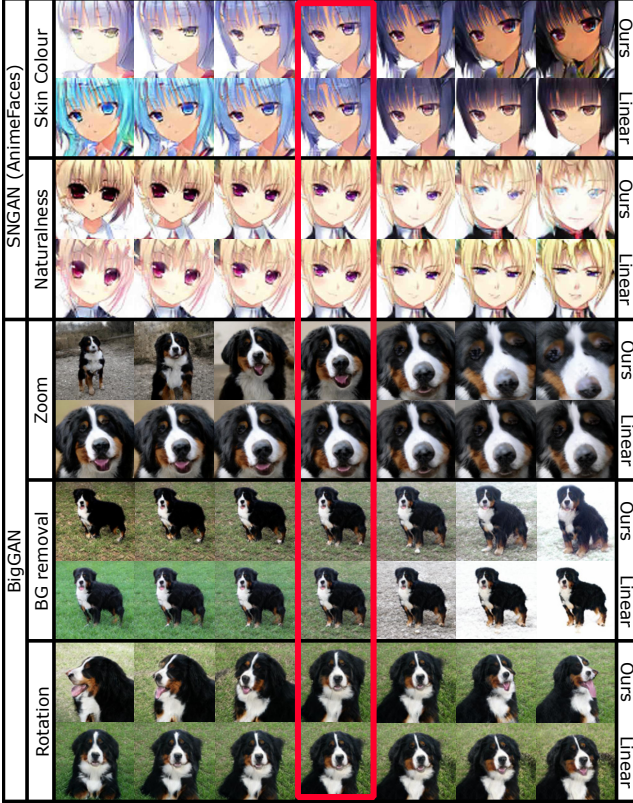 SNGAN (AnimeFaces)
Skin Colour
Ours
Linear
Naturalness
Ours
Linear
BigGAN
Zoom
Ours
Linear
BG removal
Ours
Linear
Rotation
Ours
Linear